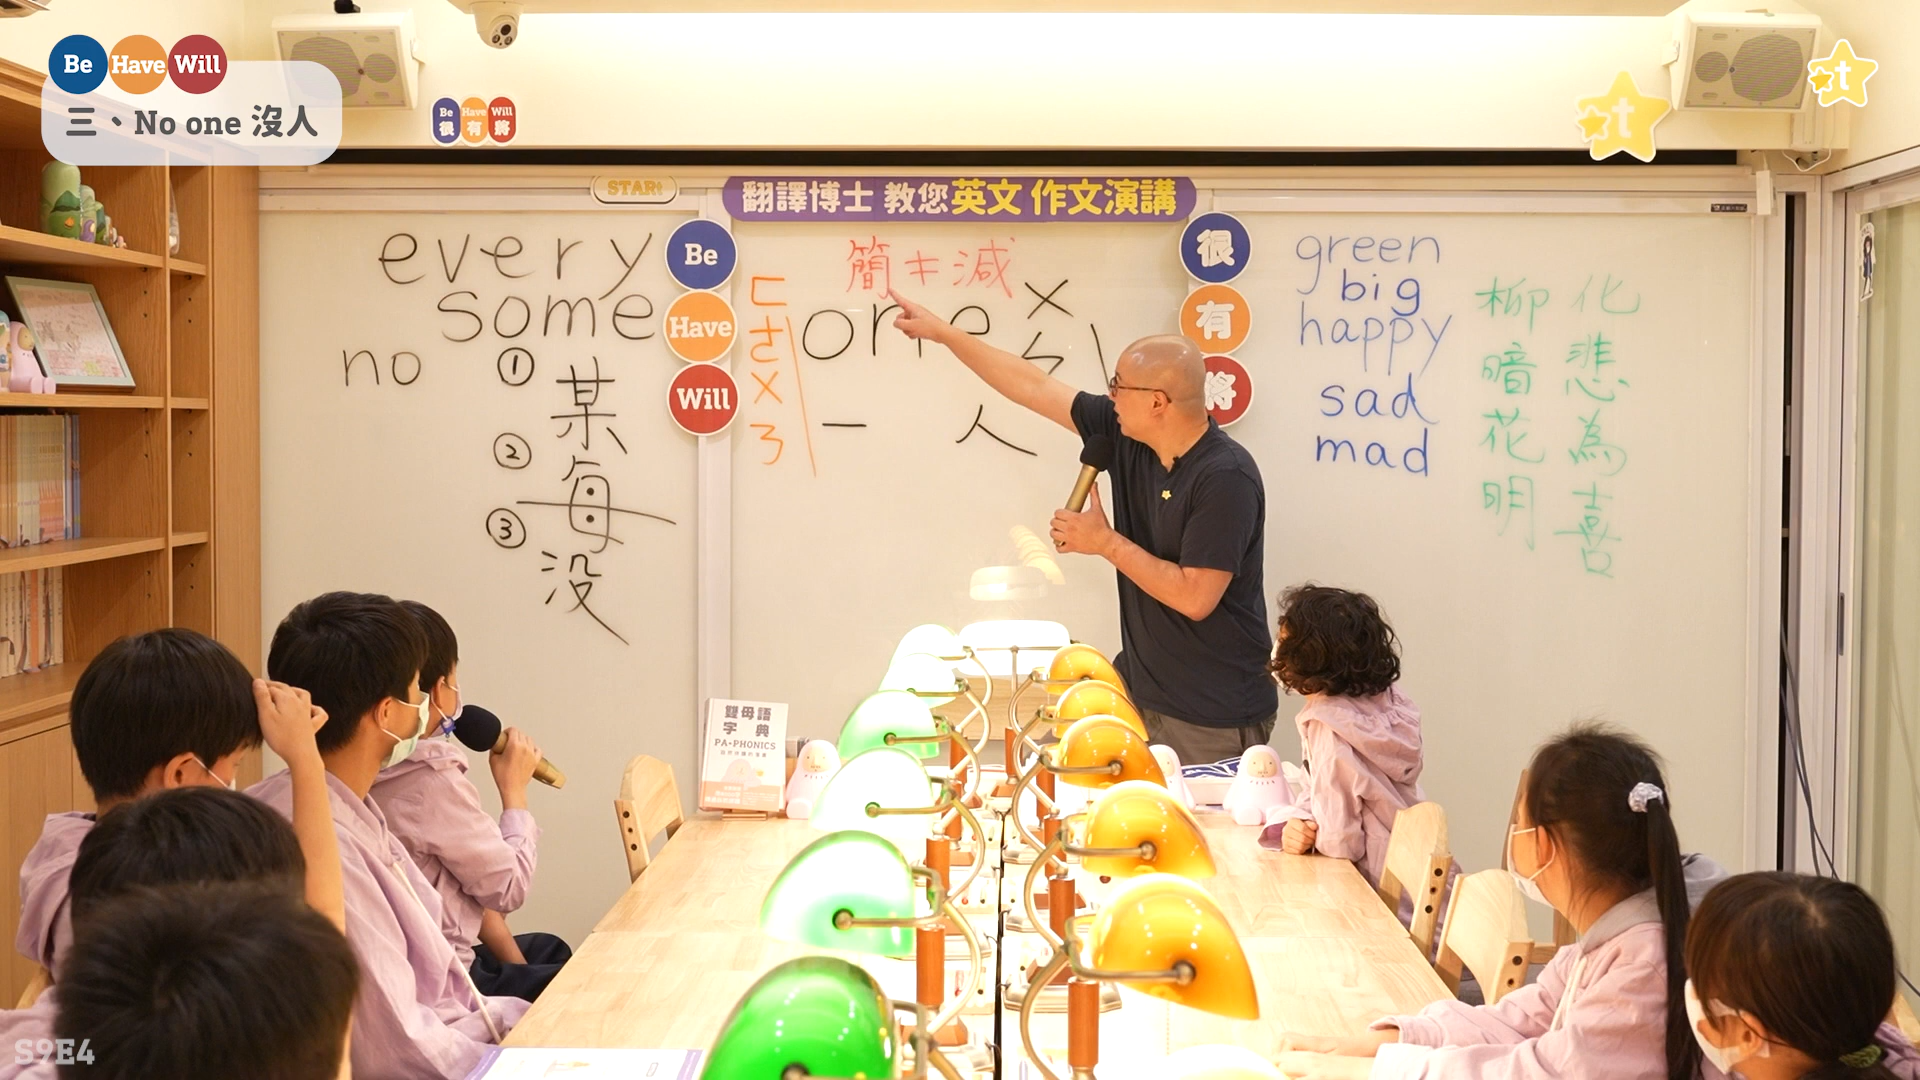 Be Have Will
三、No one 沒人
Be Have Will
很 有 將
t
t
STAR!
翻譯博士 教您英文 作文演講
every
some
no
①
某
②
每
③
沒
Be
Have
Will
簡 ≠ 減
one
ㄈ
ㄘ
ㄨ
ㄋ
一 人
很
有
將
green
big
happy
sad
mad
化悲為喜
柳暗花明
雙母語
字典
PA+PHONICS
S9E4